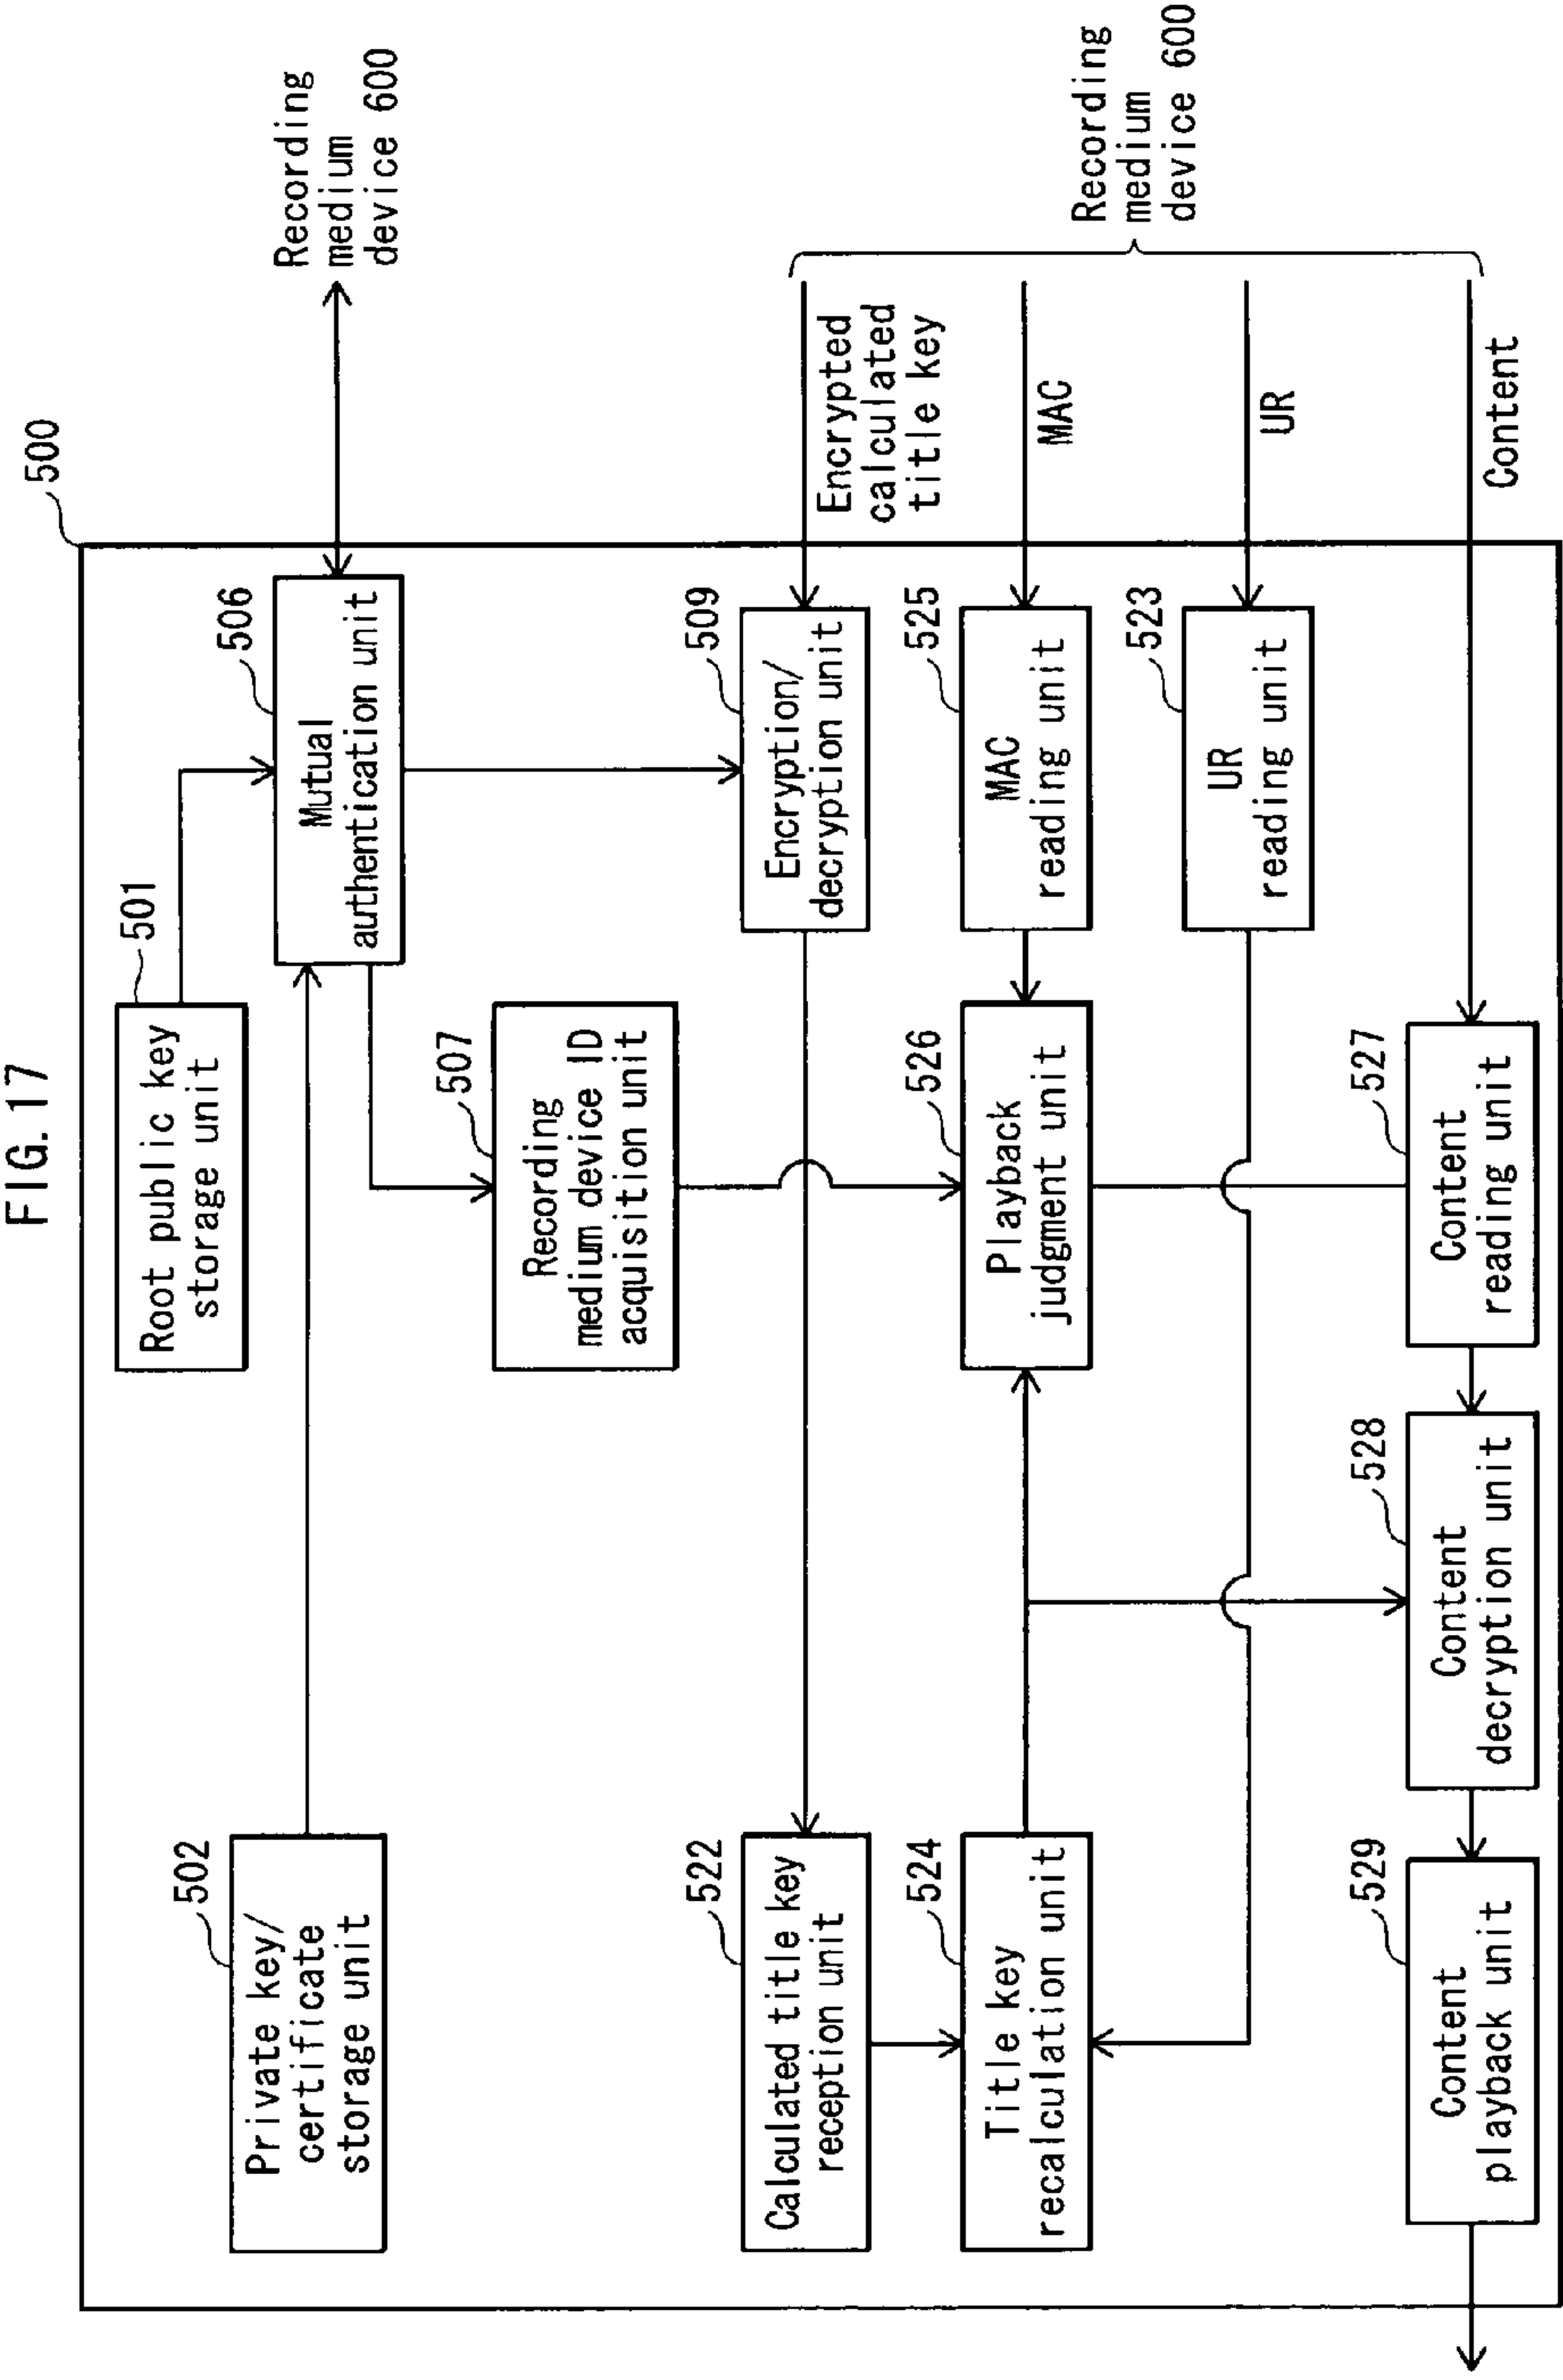 FIG. 17
500
501
Root public key
storage unit
502
Private key/
certificate
storage unit
506
Mutual
authentication unit
Recording
medium
device 600
507
Recording
medium device ID
acquisition unit
522
Calculated title key
reception unit
509
Encryption/
decryption unit
Encrypted
calculated
title key
524
Title key
recalculation unit
526
Playback
judgment unit
525
MAC
reading unit
MAC
Recording
medium
device 600
523
UR
reading unit
UR
529
Content
playback unit
528
Content
decryption unit
527
Content
reading unit
Content